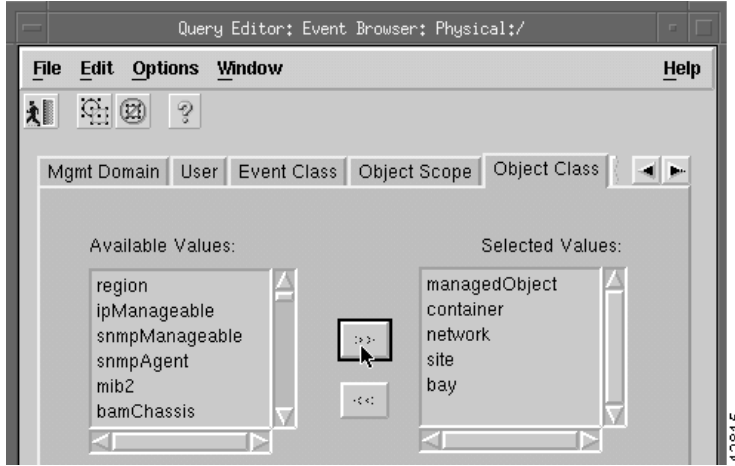 Query Editor: Event Browser: Physical:/
File Edit Options Window Help
?
Mgmt Domain User Event Class Object Scope Object Class
Available Values: Selected Values:
region
ipManageable
snmpManageable
snmpAgent
mib2
bamChassis
>>
<<
managedObject
container
network
site
bay